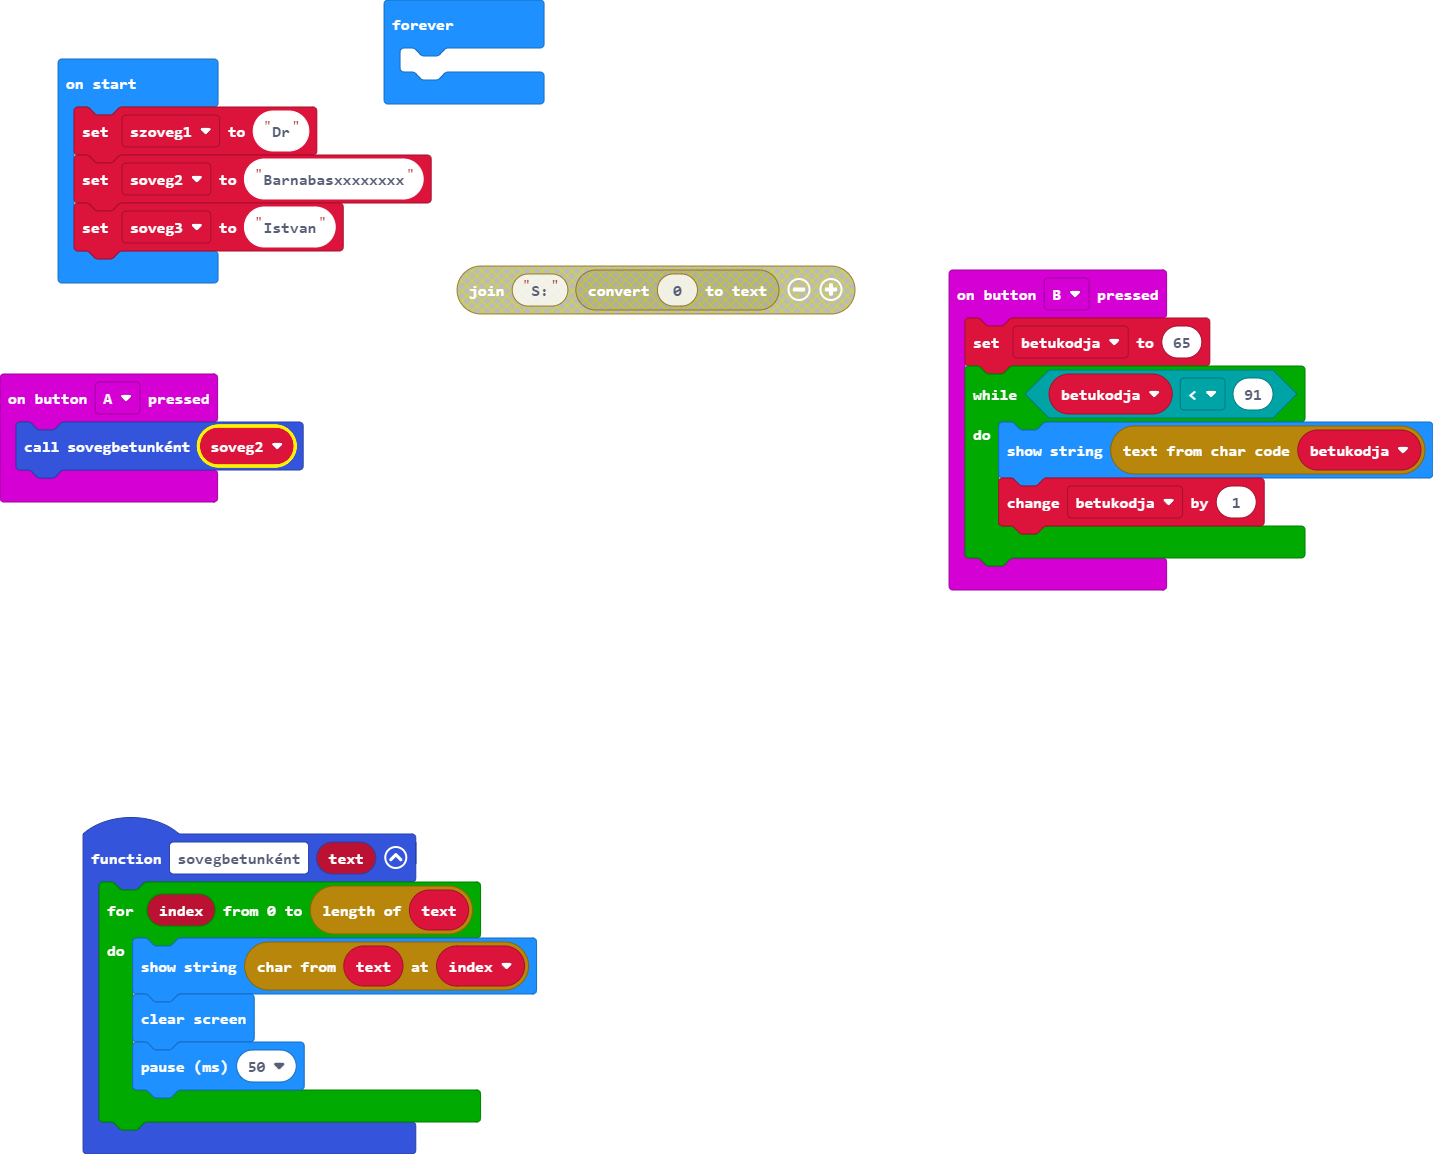 forever
on start
set szoveg1 to "Dr"
set soveg2 to "Barnabasxxxxxxxx"
set soveg3 to "Istvan"
join "S:" convert 0 to text
on button B pressed
set betukodja to 65
while betukodja < 91
do
show string text from char code betukodja
change betukodja by 1
on button A pressed
call sovegbetunként soveg2
function sovegbetunként text
for index from 0 to length of text
do
show string char from text at index
clear screen
pause (ms) 50